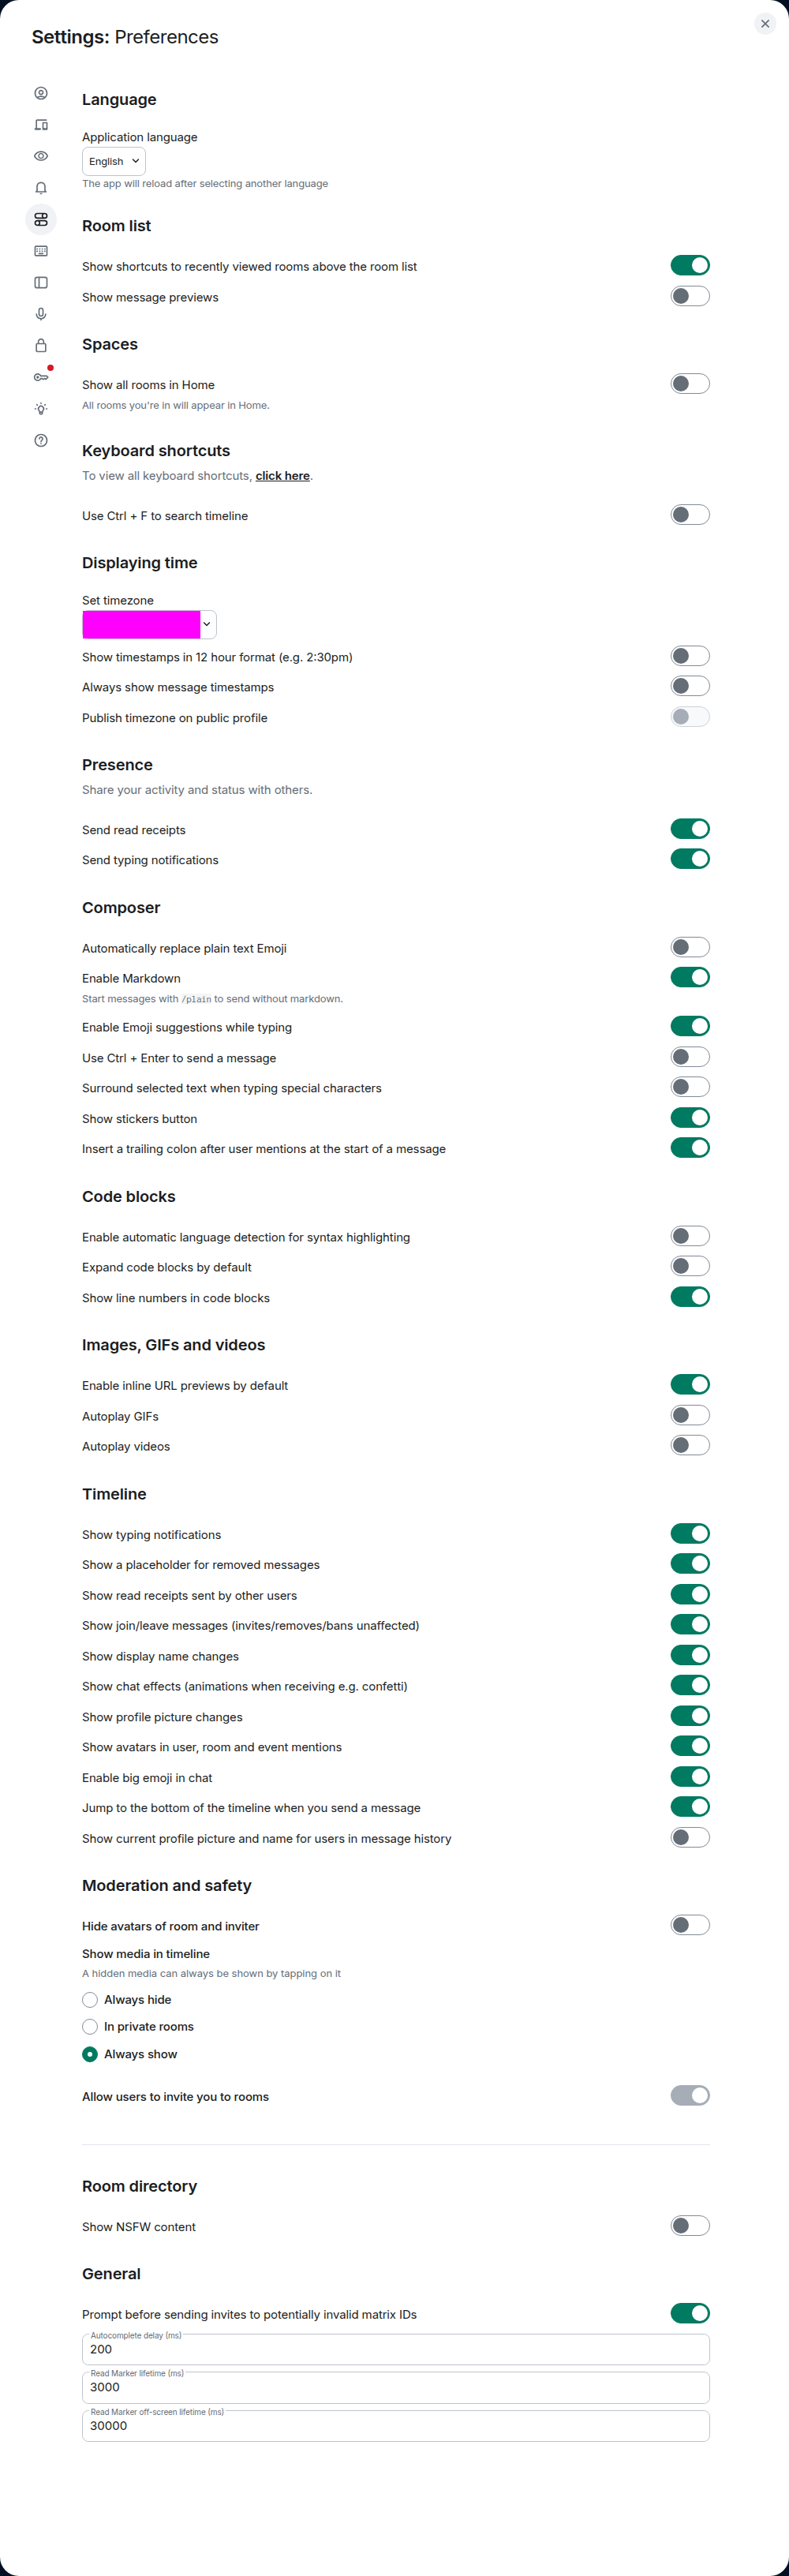 Settings: Preferences
Language
Application language
English
The app will reload after selecting another language
Room list
Show shortcuts to recently viewed rooms above the room list
Show message previews
Spaces
Show all rooms in Home
All rooms you're in will appear in Home.
Keyboard shortcuts
To view all keyboard shortcuts, click here.
Use Ctrl + F to search timeline
Displaying time
Set timezone
Show timestamps in 12 hour format (e.g. 2:30pm)
Always show message timestamps
Publish timezone on public profile
Presence
Share your activity and status with others.
Send read receipts
Send typing notifications
Composer
Automatically replace plain text Emoji
Enable Markdown
Start messages with /plain to send without markdown.
Enable Emoji suggestions while typing
Use Ctrl + Enter to send a message
Surround selected text when typing special characters
Show stickers button
Insert a trailing colon after user mentions at the start of a message
Code blocks
Enable automatic language detection for syntax highlighting
Expand code blocks by default
Show line numbers in code blocks
Images, GIFs and videos
Enable inline URL previews by default
Autoplay GIFs
Autoplay videos
Timeline
Show typing notifications
Show a placeholder for removed messages
Show read receipts sent by other users
Show join/leave messages (invites/removes/bans unaffected)
Show display name changes
Show chat effects (animations when receiving e.g. confetti)
Show profile picture changes
Show avatars in user, room and event mentions
Enable big emoji in chat
Jump to the bottom of the timeline when you send a message
Show current profile picture and name for users in message history
Moderation and safety
Hide avatars of room and inviter
Show media in timeline
A hidden media can always be shown by tapping on it
Always hide
In private rooms
Always show
Allow users to invite you to rooms
Room directory
Show NSFW content
General
Prompt before sending invites to potentially invalid matrix IDs
Autocomplete delay (ms)
200
Read Marker lifetime (ms)
3000
Read Marker off-screen lifetime (ms)
30000